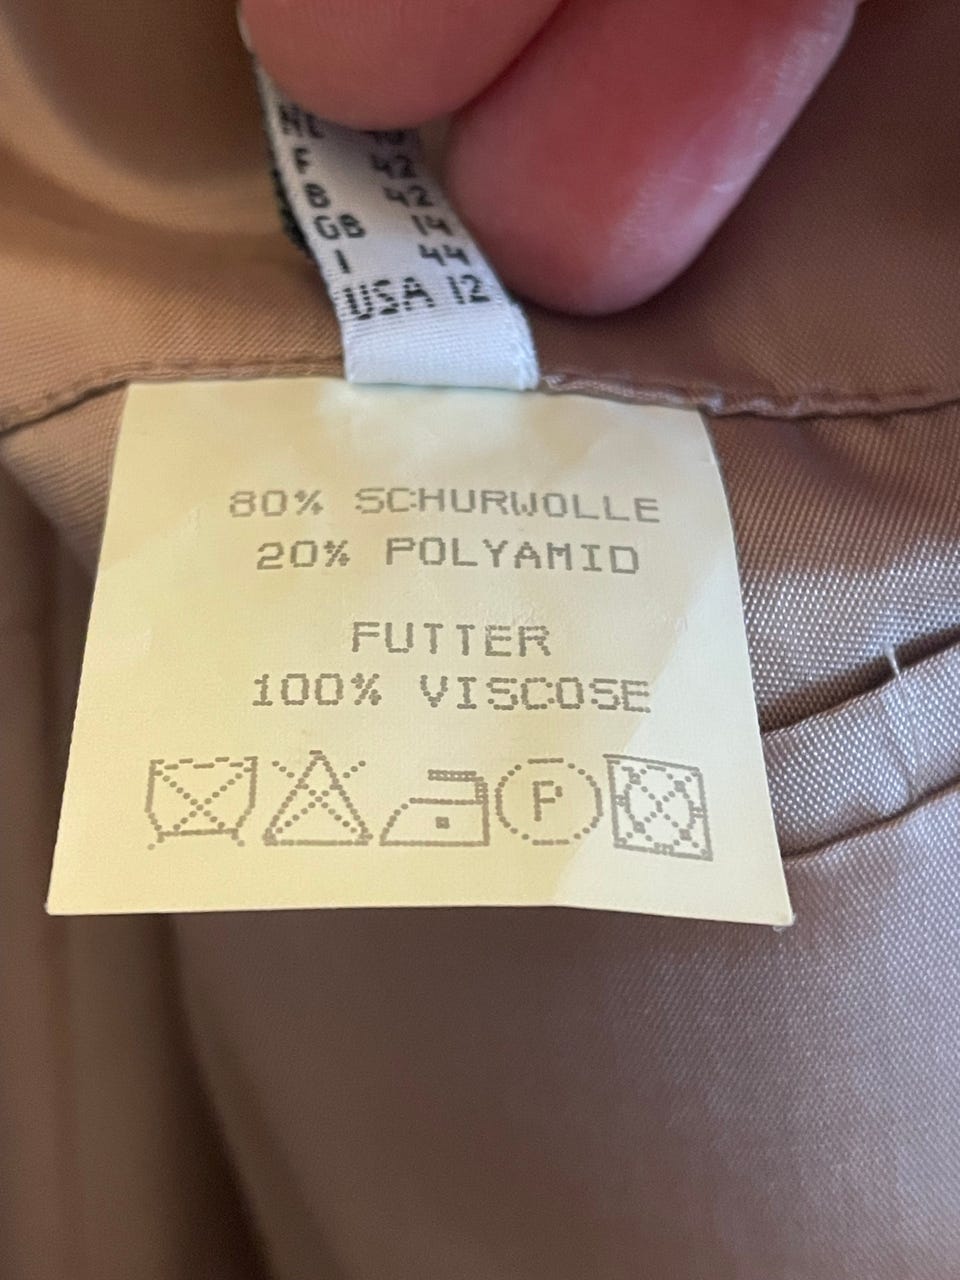 F 42
B 42
GB 14
I 44
USA 12
80% SCHURWOLLE
20% POLYAMID
FUTTER
100% VISCOSE
P